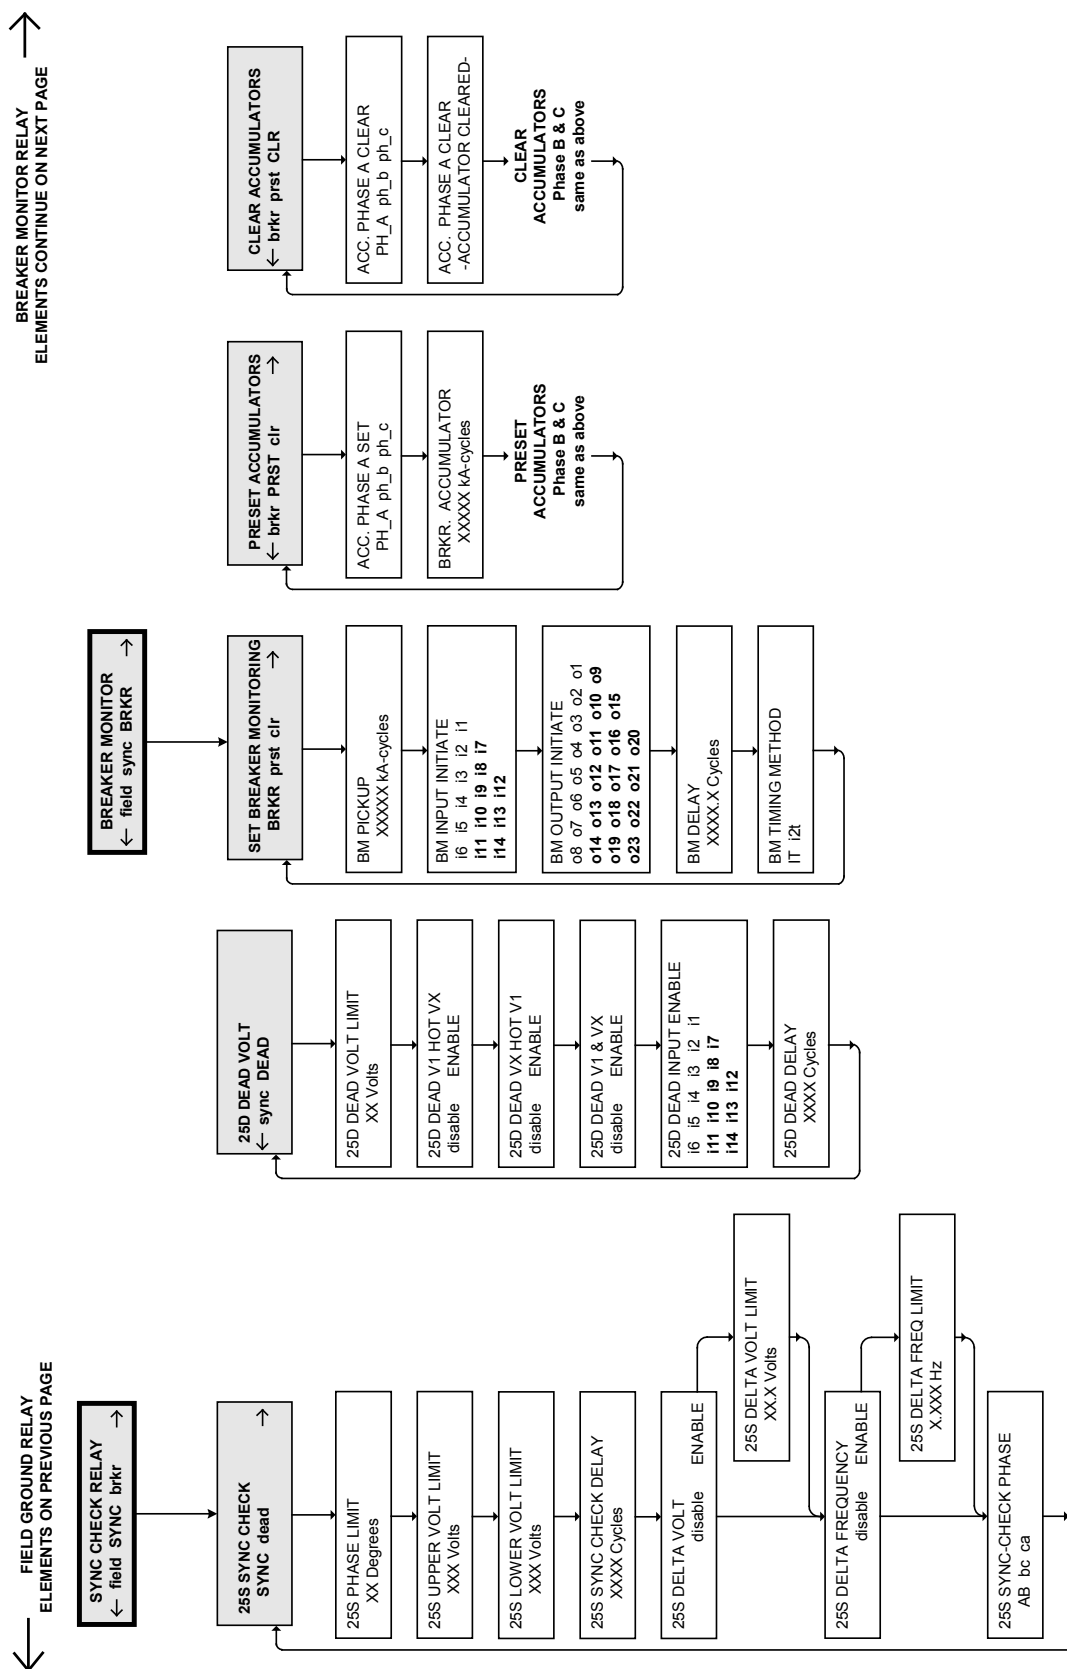 FIELD GROUND RELAY
ELEMENTS ON PREVIOUS PAGE
BREAKER MONITOR RELAY
ELEMENTS CONTINUE ON NEXT PAGE
SYNC CHECK RELAY
← field SYNC brkr →
25S SYNC CHECK
SYNC dead →
25S PHASE LIMIT
XX Degrees
25S UPPER VOLT LIMIT
XXX Volts
25S LOWER VOLT LIMIT
XXX Volts
25S SYNC CHECK DELAY
XXXX Cycles
25S DELTA VOLT
disable ENABLE
25S DELTA VOLT LIMIT
XX.X Volts
25S DELTA FREQUENCY
disable ENABLE
25S DELTA FREQ LIMIT
X.XXX Hz
25S SYNC-CHECK PHASE
AB bc ca
25D DEAD VOLT
← sync DEAD
25D DEAD VOLT LIMIT
XX Volts
25D DEAD V1 HOT VX
disable ENABLE
25D DEAD VX HOT V1
disable ENABLE
25D DEAD V1 & VX
disable ENABLE
25D DEAD INPUT ENABLE
i6 i5 i4 i3 i2 i1
i11 i10 i9 i8 i7
i14 i13 i12
25D DEAD DELAY
XXXX Cycles
BREAKER MONITOR
← field sync BRKR →
SET BREAKER MONITORING
BRKR prst clr →
BM PICKUP
XXXXX kA-cycles
BM INPUT INITIATE
i6 i5 i4 i3 i2 i1
i11 i10 i9 i8 i7
i14 i13 i12
BM OUTPUT INITIATE
o8 o7 o6 o5 o4 o3 o2 o1
o14 o13 o12 o11 o10 o9
o19 o18 o17 o16 o15
o23 o22 o21 o20
BM DELAY
XXXX.X Cycles
BM TIMING METHOD
IT i2t
PRESET ACCUMULATORS
← brkr PRST clr →
ACC. PHASE A SET
PH_A ph_b ph_c
BRKR. ACCUMULATOR
XXXXX kA-cycles
PRESET
ACCUMULATORS
Phase B & C
same as above
CLEAR ACCUMULATORS
← brkr prst CLR
ACC. PHASE A CLEAR
PH_A ph_b ph_c
ACC. PHASE A CLEAR
-ACCUMULATOR CLEARED-
CLEAR
ACCUMULATORS
Phase B & C
same as above